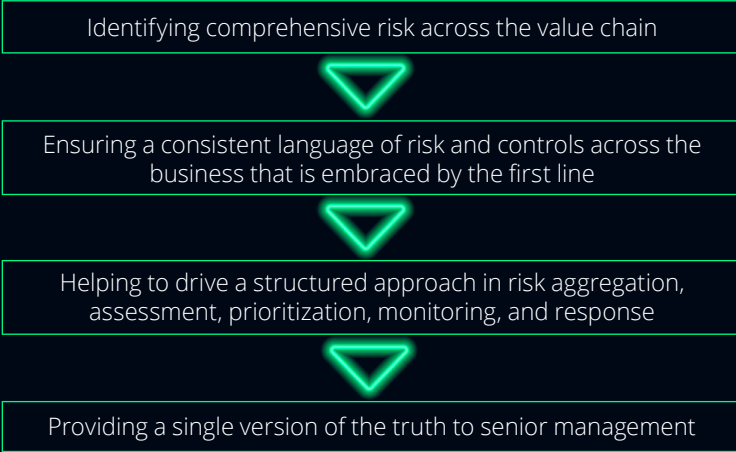 Identifying comprehensive risk across the value chain
Ensuring a consistent language of risk and controls across the
business that is embraced by the first line
Helping to drive a structured approach in risk aggregation,
assessment, prioritization, monitoring, and response
Providing a single version of the truth to senior management